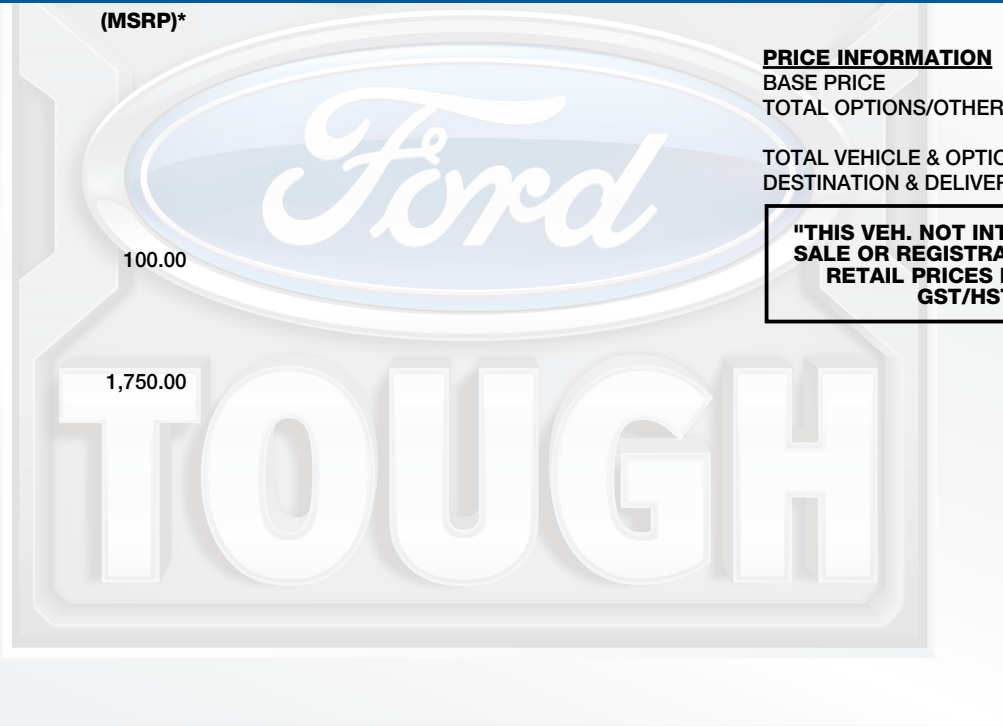 (MSRP)*
100.00
1,750.00
Ford
TOUGH
PRICE INFORMATION
BASE PRICE
TOTAL OPTIONS/OTHER
TOTAL VEHICLE & OPTIO
DESTINATION & DELIVER
"THIS VEH. NOT INT
SALE OR REGISTRA
RETAIL PRICES
GST/HST